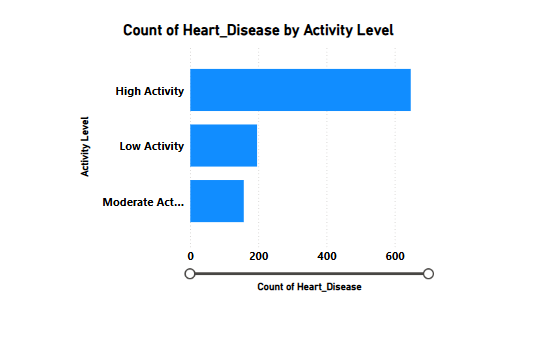 Count of Heart_Disease by Activity Level
Activity Level
High Activity
Low Activity
Moderate Act...
0 200 400 600
Count of Heart_Disease